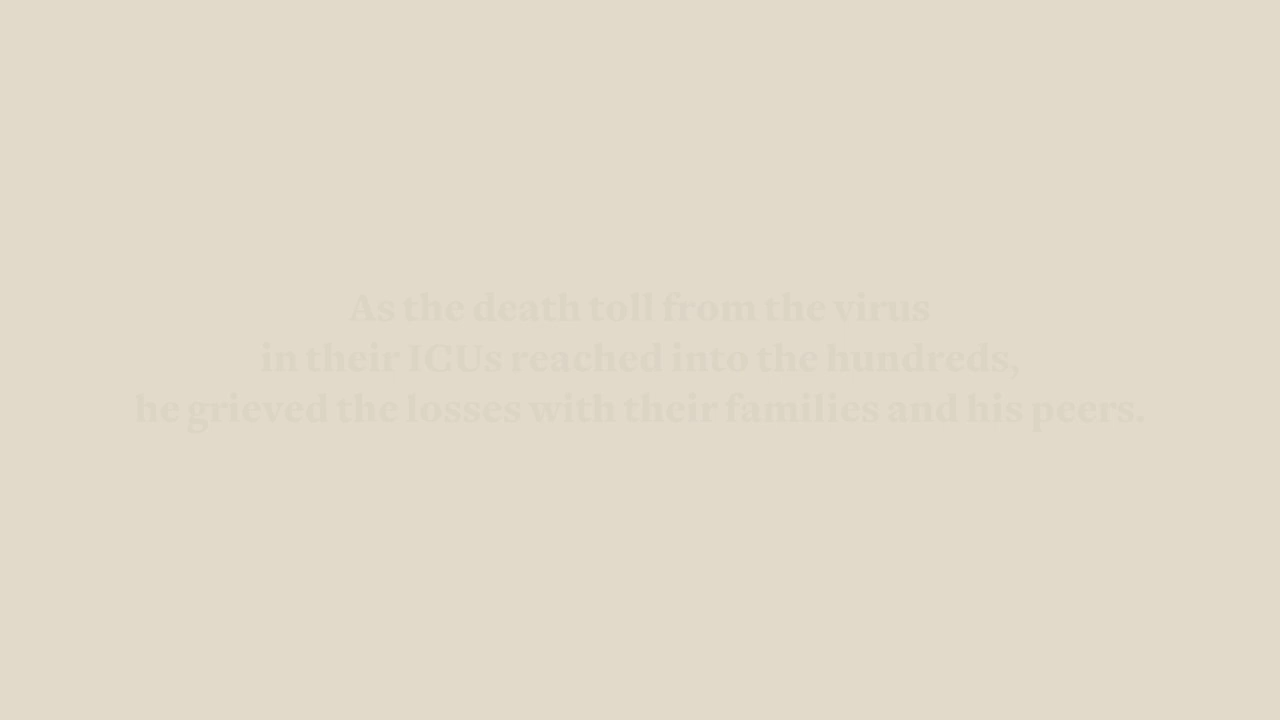 As the death toll from the virus
in their ICUs reached into the hundreds,
he grieved the losses with their families and his peers.